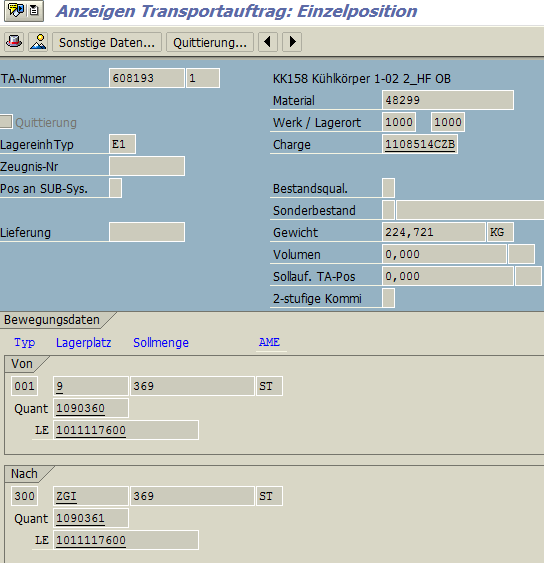 Anzeigen Transportauftrag: Einzelposition
Sonstige Daten... Quittierung...
TA-Nummer 608193 1 KK158 Kühlkörper 1-02 2_HF OB
Material 48299
Quittierung Werk / Lagerort 1000 1000
LagereinhTyp E1 Charge 1108514CZB
Zeugnis-Nr
Pos an SUB-Sys. Bestandsqual.
Sonderbestand
Lieferung Gewicht 224,721 KG
Volumen 0,000
Sollauf. TA-Pos 0,000
2-stufige Kommi
Bewegungsdaten
Typ Lagerplatz Sollmenge AME
Von
001 9 369 ST
Quant 1090360
LE 1011117600
Nach
300 ZGI 369 ST
Quant 1090361
LE 1011117600